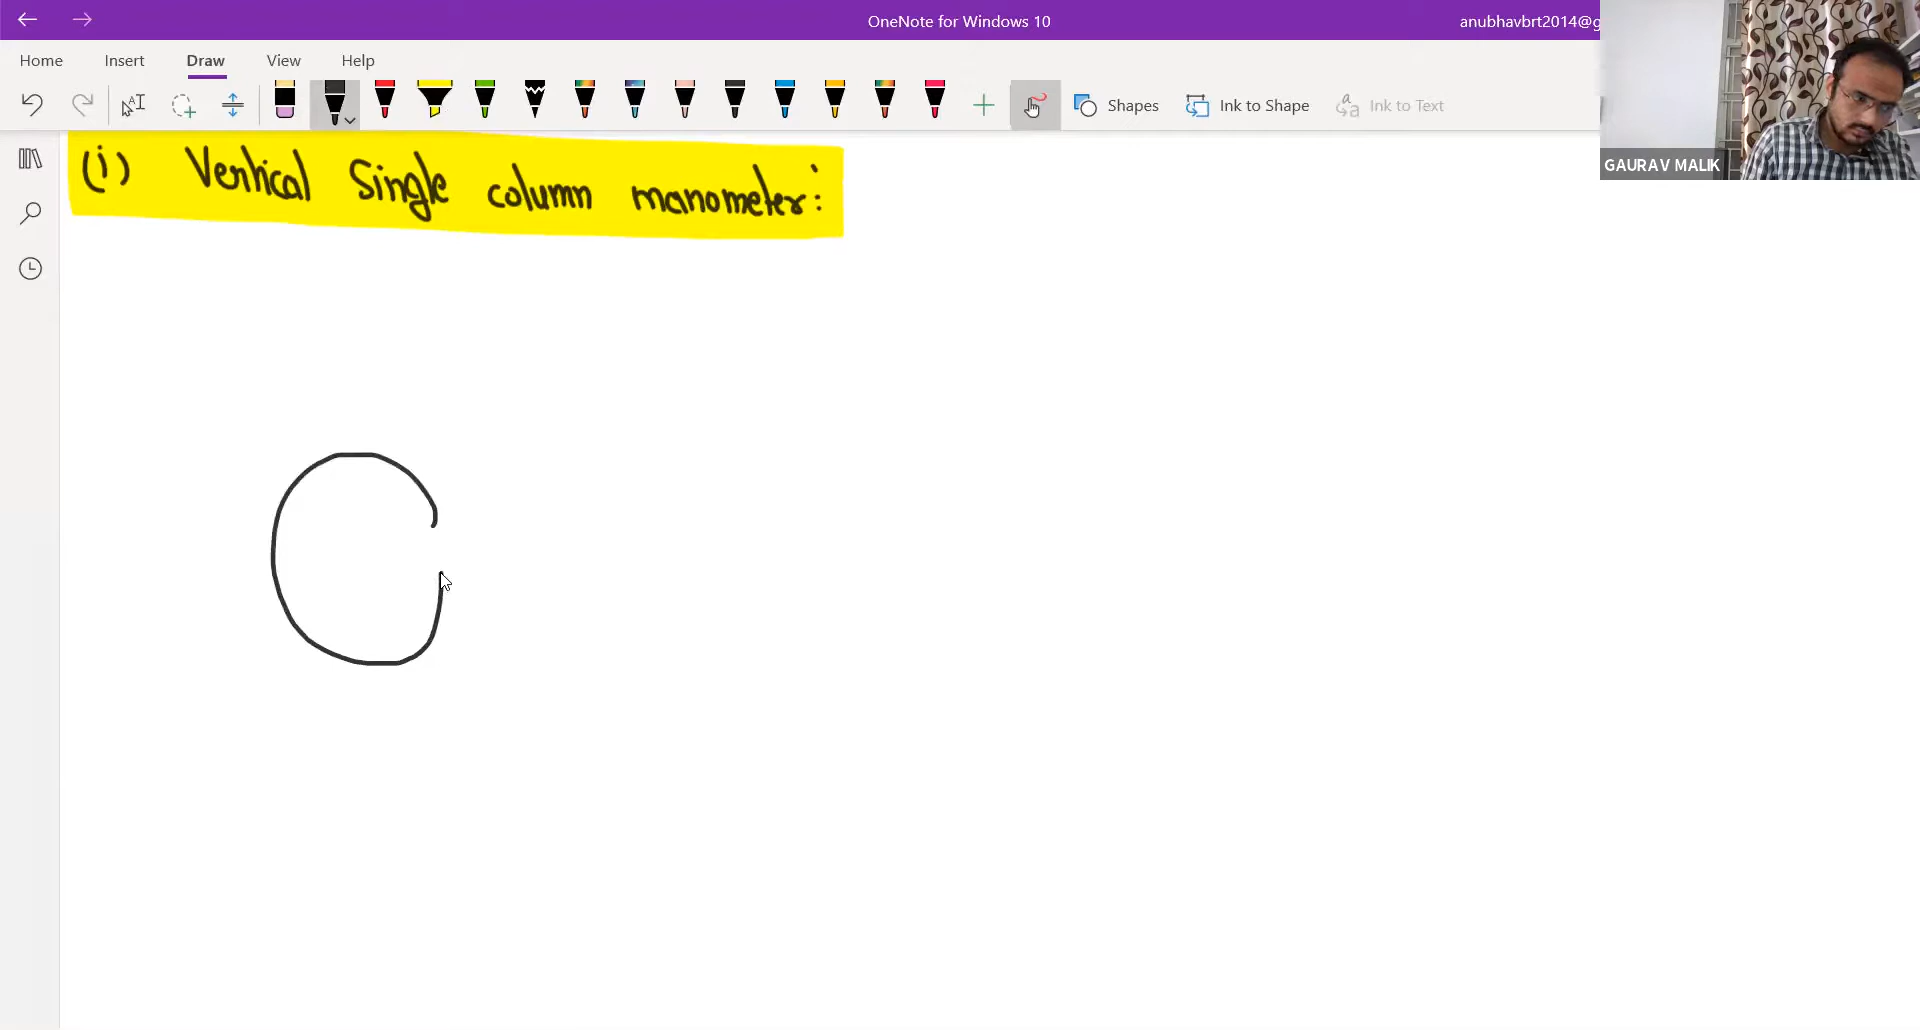 OneNote for Windows 10
anubhavbrt2014@g
Home Insert Draw View Help
Shapes Ink to Shape Ink to Text
GAURAV MALIK
(i) Vertical Single column manometer: